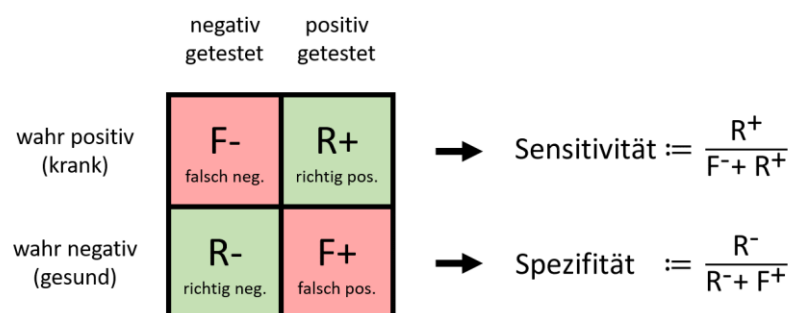 negativ
getestet
positiv
getestet
wahr positiv
(krank)
F-
falsch neg.
R+
richtig pos.
Sensitivität := R⁺ / F⁻+ R⁺
wahr negativ
(gesund)
R-
richtig neg.
F+
falsch pos.
Spezifität := R⁻ / R⁻+ F⁺